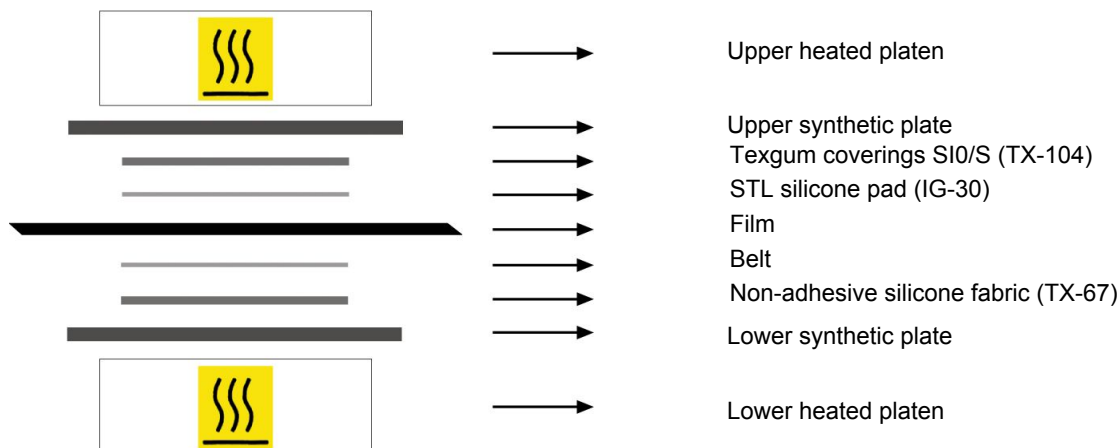 Upper heated platen
Upper synthetic plate
Texgum coverings SI0/S (TX-104)
STL silicone pad (IG-30)
Film
Belt
Non-adhesive silicone fabric (TX-67)
Lower synthetic plate
Lower heated platen